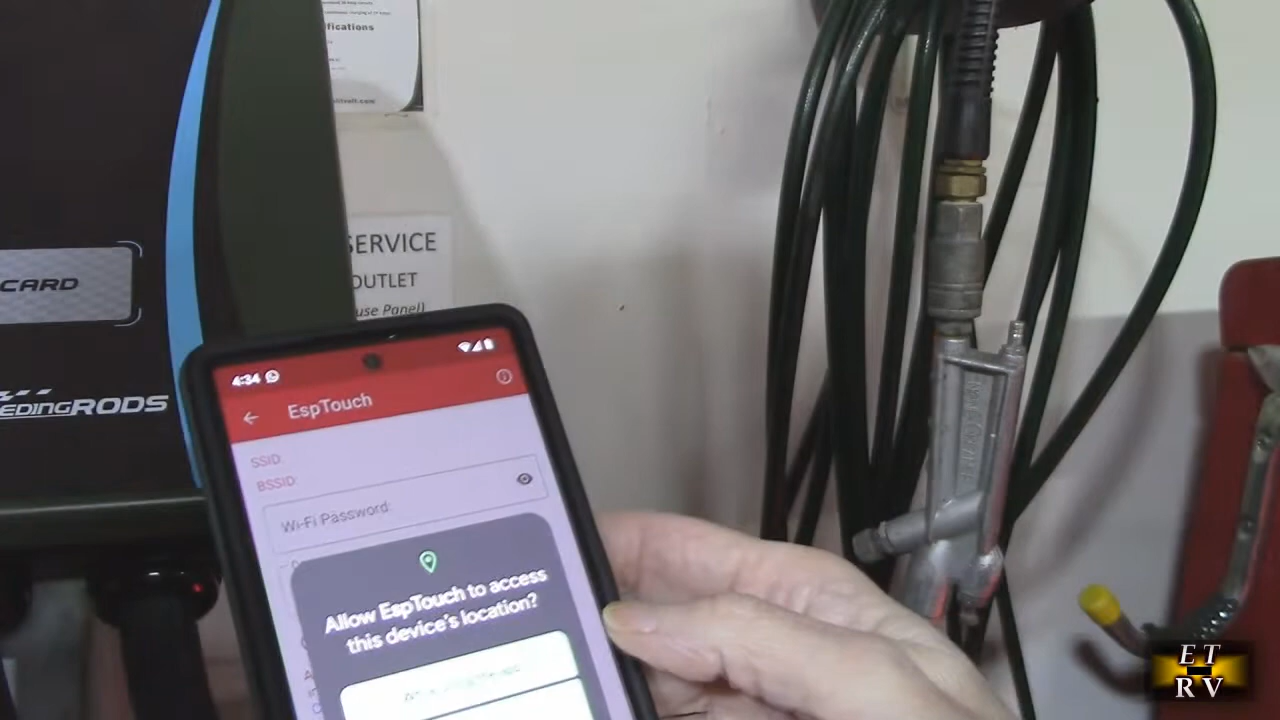 ifications
SERVICE
OUTLET
use Panel)
CARD
EDINGRODS
4:34
EspTouch
SSID:
BSSID:
Wi-Fi Password:
Allow EspTouch to access
this device's location?
ET
RV